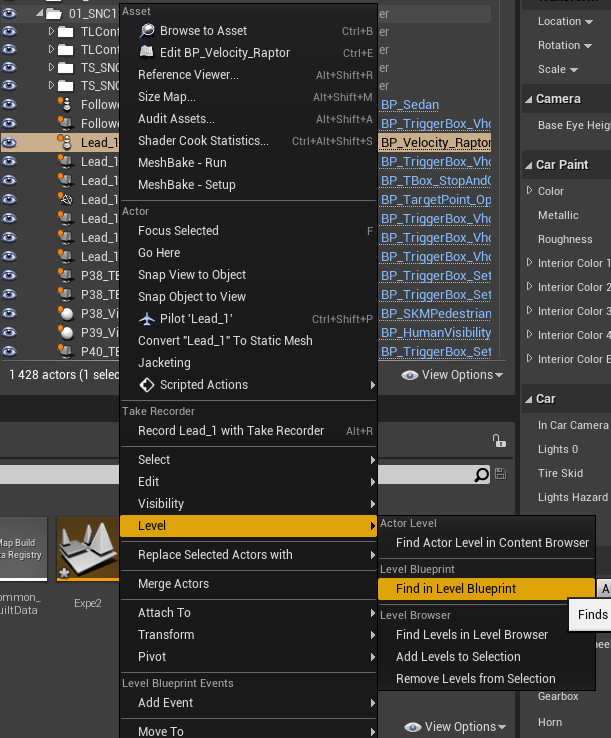 01_SNC1
er
TLCont
er
TLCont
er
TS_SNC
er
TS_SNC
er
Followe
BP_Sedan
Followe
BP_TriggerBox_Vho
Lead_1
BP_Velocity_Raptor
Lead_1
BP_TriggerBox_Vho
Lead_1
BP_TBox_StopAndG
Lead_1
BP_TargetPoint_Op
Lead_1
BP_TriggerBox_Vho
Lead_1
BP_TriggerBox_Vho
Lead_1
BP_TriggerBox_Vho
P38_TE
BP_TriggerBox_Set
P38_TE
BP_TriggerBox_Set
P38_Vi
BP_SKMPedestrian
P39_Vi
BP_HumanVisibility
P40_TE
BP_TriggerBox_Set
1 428 actors (1 selec
View Options
Asset
Browse to Asset Ctrl+B
Edit BP_Velocity_Raptor Ctrl+E
Reference Viewer... Alt+Shift+R
Size Map... Alt+Shift+M
Audit Assets... Alt+Shift+A
Shader Cook Statistics... Ctrl+Alt+Shift+S
MeshBake - Run
MeshBake - Setup
Actor
Focus Selected F
Go Here
Snap View to Object
Snap Object to View
Pilot 'Lead_1' Ctrl+Shift+P
Convert "Lead_1" To Static Mesh
Jacketing
Scripted Actions
Take Recorder
Record Lead_1 with Take Recorder Alt+R
Select
Edit
Visibility
Level
Replace Selected Actors with
Merge Actors
Attach To
Transform
Pivot
Level Blueprint Events
Add Event
Move To
Actor Level
Find Actor Level in Content Browser
Level Blueprint
Find in Level Blueprint
Level Browser
Find Levels in Level Browser
Add Levels to Selection
Remove Levels from Selection
A
Finds
Location
Rotation
Scale
Camera
Base Eye Heig
Car Paint
Color
Metallic
Roughness
Interior Color 1
Interior Color 2
Interior Color 3
Interior Color 4
Interior Color E
Car
In Car Camera
Lights 0
Tire Skid
Lights Hazard
Gearbox
Horn
Map Build
ta Registry
ommon_
uiltData
Expe2
View Options